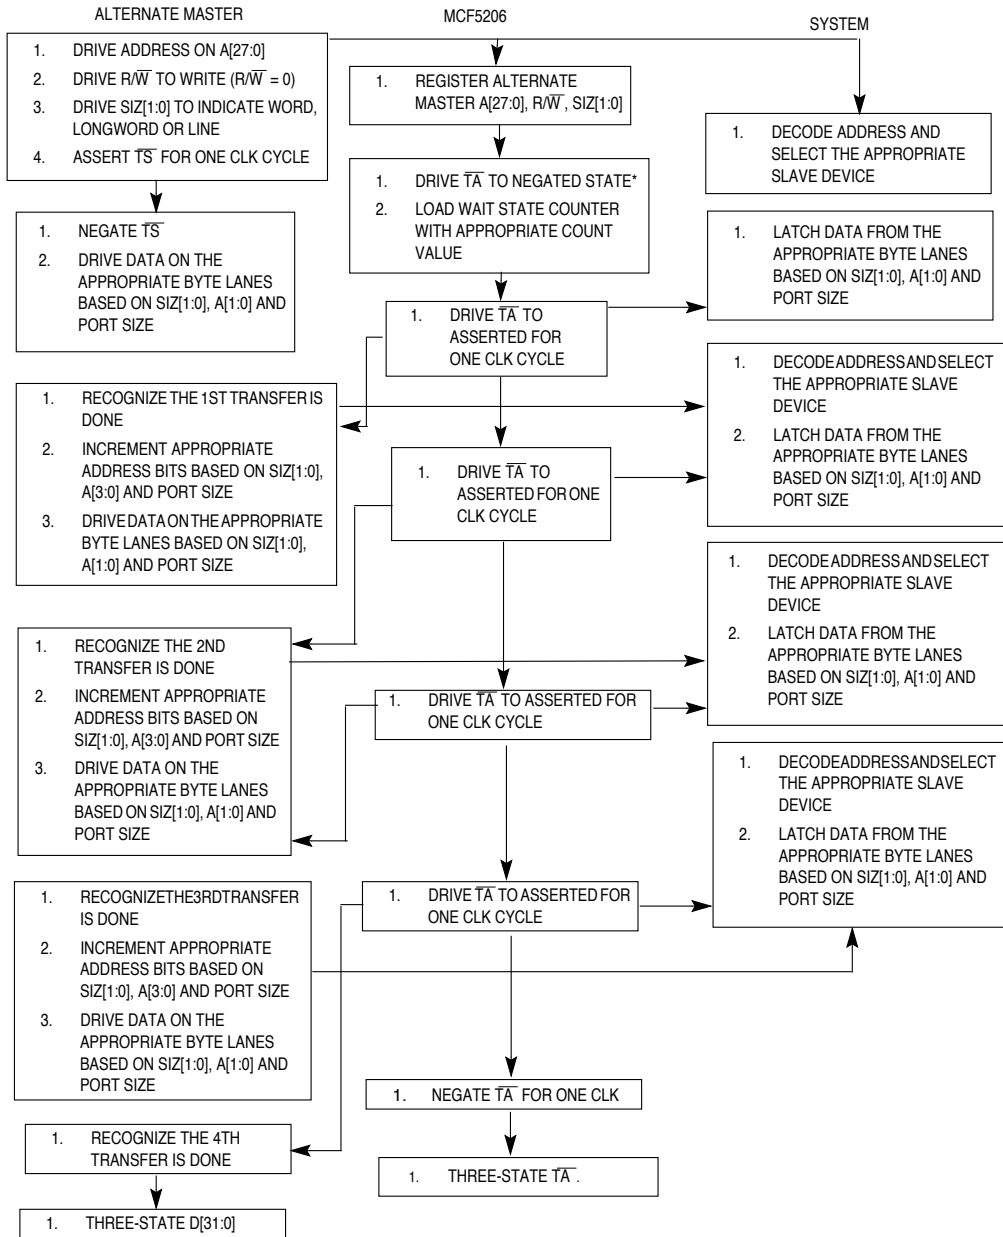 ALTERNATE MASTER
MCF5206
SYSTEM
1. DRIVE ADDRESS ON A[27:0]
2. DRIVE R/W̅ TO WRITE (R/W̅ = 0)
3. DRIVE SIZ[1:0] TO INDICATE WORD,
LONGWORD OR LINE
4. ASSERT T̅S̅ FOR ONE CLK CYCLE
1. REGISTER ALTERNATE
MASTER A[27:0], R/W̅, SIZ[1:0]
1. DECODE ADDRESS AND
SELECT THE APPROPRIATE
SLAVE DEVICE
1. DRIVE T̅A̅ TO NEGATED STATE*
2. LOAD WAIT STATE COUNTER
WITH APPROPRIATE COUNT
VALUE
1. NEGATE T̅S̅
2. DRIVE DATA ON THE
APPROPRIATE BYTE LANES
BASED ON SIZ[1:0], A[1:0] AND
PORT SIZE
1. LATCH DATA FROM THE
APPROPRIATE BYTE LANES
BASED ON SIZ[1:0], A[1:0] AND
PORT SIZE
1. DRIVE T̅A̅ TO
ASSERTED FOR
ONE CLK CYCLE
1. RECOGNIZE THE 1ST TRANSFER IS
DONE
2. INCREMENT APPROPRIATE
ADDRESS BITS BASED ON SIZ[1:0],
A[3:0] AND PORT SIZE
3. DRIVE DATA ON THE APPROPRIATE
BYTE LANES BASED ON SIZ[1:0],
A[1:0] AND PORT SIZE
1. DECODE ADDRESS AND SELECT
THE APPROPRIATE SLAVE
DEVICE
2. LATCH DATA FROM THE
APPROPRIATE BYTE LANES
BASED ON SIZ[1:0], A[1:0] AND
PORT SIZE
1. DRIVE T̅A̅ TO
ASSERTED FOR ONE
CLK CYCLE
1. DECODE ADDRESS AND SELECT
THE APPROPRIATE SLAVE
DEVICE
2. LATCH DATA FROM THE
APPROPRIATE BYTE LANES
BASED ON SIZ[1:0], A[1:0] AND
PORT SIZE
1. RECOGNIZE THE 2ND
TRANSFER IS DONE
2. INCREMENT APPROPRIATE
ADDRESS BITS BASED ON
SIZ[1:0], A[3:0] AND PORT SIZE
3. DRIVE DATA ON THE
APPROPRIATE BYTE LANES
BASED ON SIZ[1:0], A[1:0] AND
PORT SIZE
1. DRIVE T̅A̅ TO ASSERTED FOR
ONE CLK CYCLE
1. DECODE ADDRESS AND SELECT
THE APPROPRIATE SLAVE
DEVICE
2. LATCH DATA FROM THE
APPROPRIATE BYTE LANES
BASED ON SIZ[1:0], A[1:0] AND
PORT SIZE
1. DRIVE T̅A̅ TO ASSERTED FOR
ONE CLK CYCLE
1. RECOGNIZE THE 3RD TRANSFER
IS DONE
2. INCREMENT APPROPRIATE
ADDRESS BITS BASED ON
SIZ[1:0], A[3:0] AND PORT SIZE
3. DRIVE DATA ON THE
APPROPRIATE BYTE LANES
BASED ON SIZ[1:0], A[1:0] AND
PORT SIZE
1. NEGATE T̅A̅ FOR ONE CLK
1. RECOGNIZE THE 4TH
TRANSFER IS DONE
1. THREE-STATE T̅A̅ .
1. THREE-STATE D[31:0]